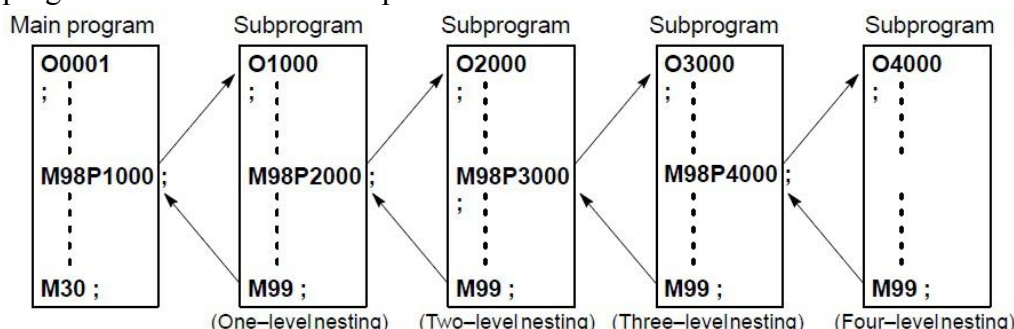 Main program
O0001
;
M98P1000 ;
M30 ;
Subprogram
O1000
;
M98P2000 ;
M99 ;
(One–level nesting)
Subprogram
O2000
;
M98P3000
;
M99 ;
(Two–level nesting)
Subprogram
O3000
;
M98P4000 ;
M99 ;
(Three–level nesting)
Subprogram
O4000
;
M99 ;
(Four–level nesting)